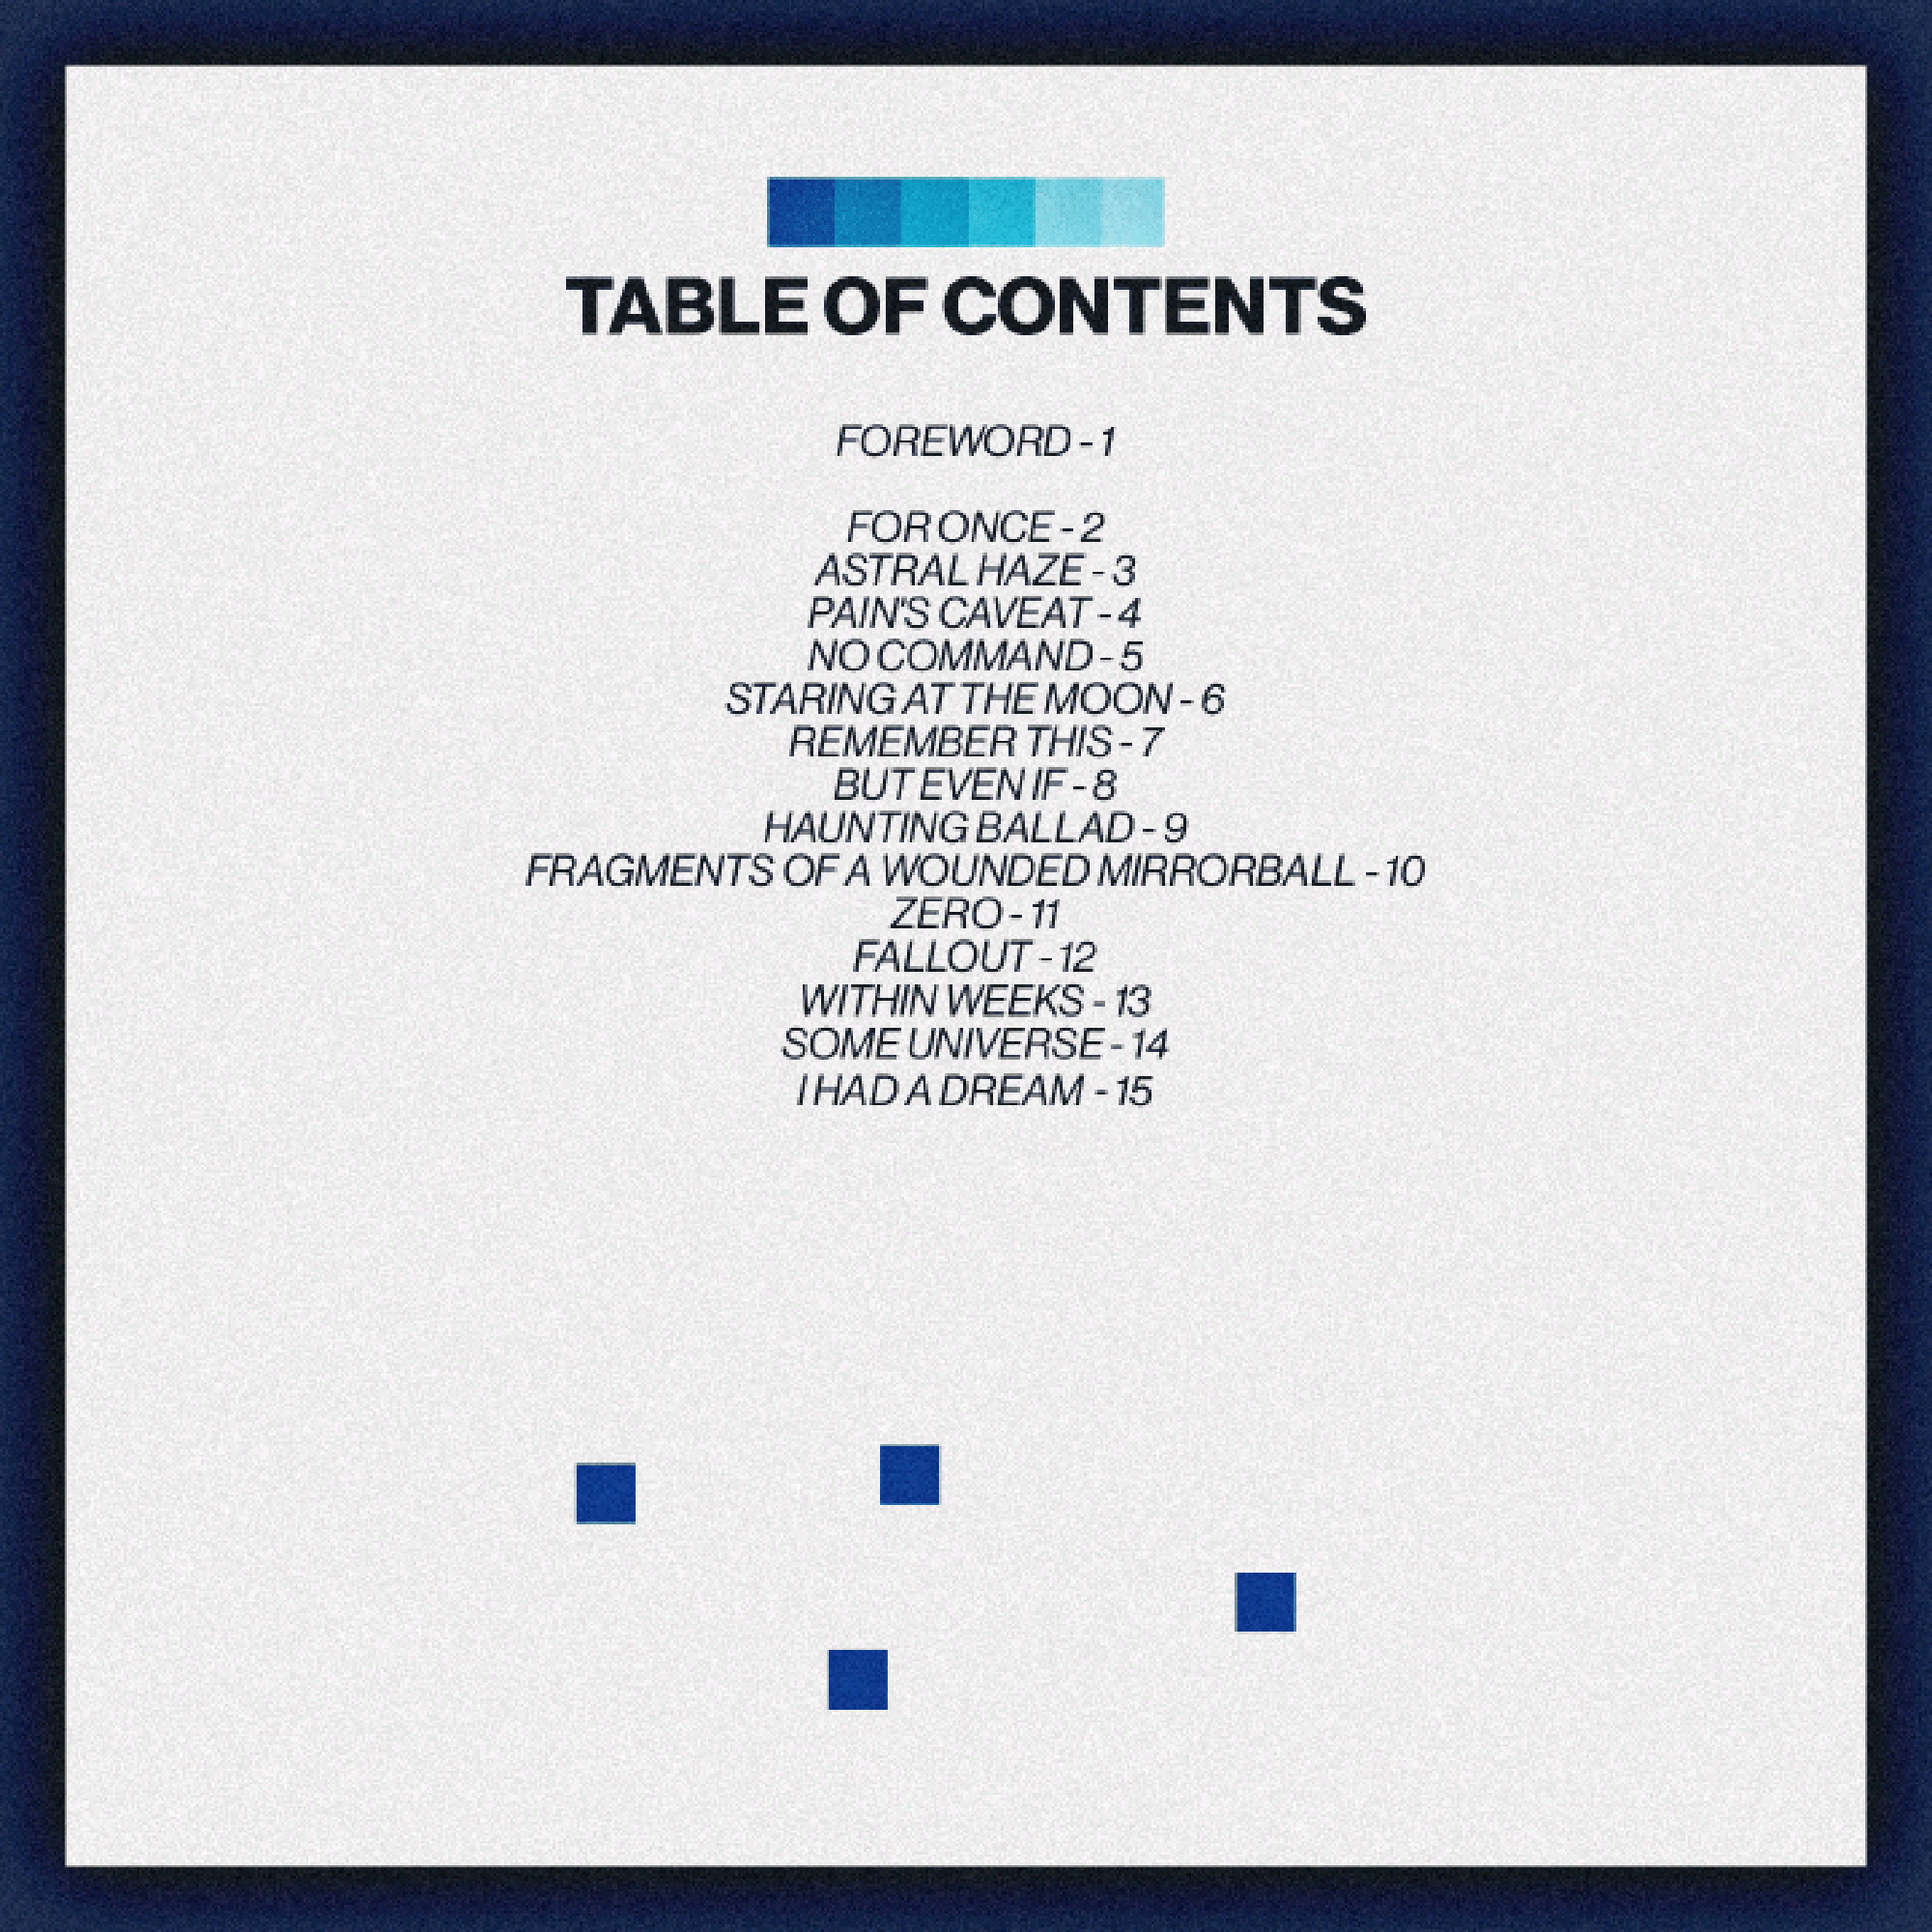 TABLE OF CONTENTS
FOREWORD - 1
FOR ONCE - 2
ASTRAL HAZE - 3
PAIN'S CAVEAT - 4
NO COMMAND - 5
STARING AT THE MOON - 6
REMEMBER THIS - 7
BUT EVEN IF - 8
HAUNTING BALLAD - 9
FRAGMENTS OF A WOUNDED MIRRORBALL - 10
ZERO - 11
FALLOUT - 12
WITHIN WEEKS - 13
SOME UNIVERSE - 14
I HAD A DREAM - 15